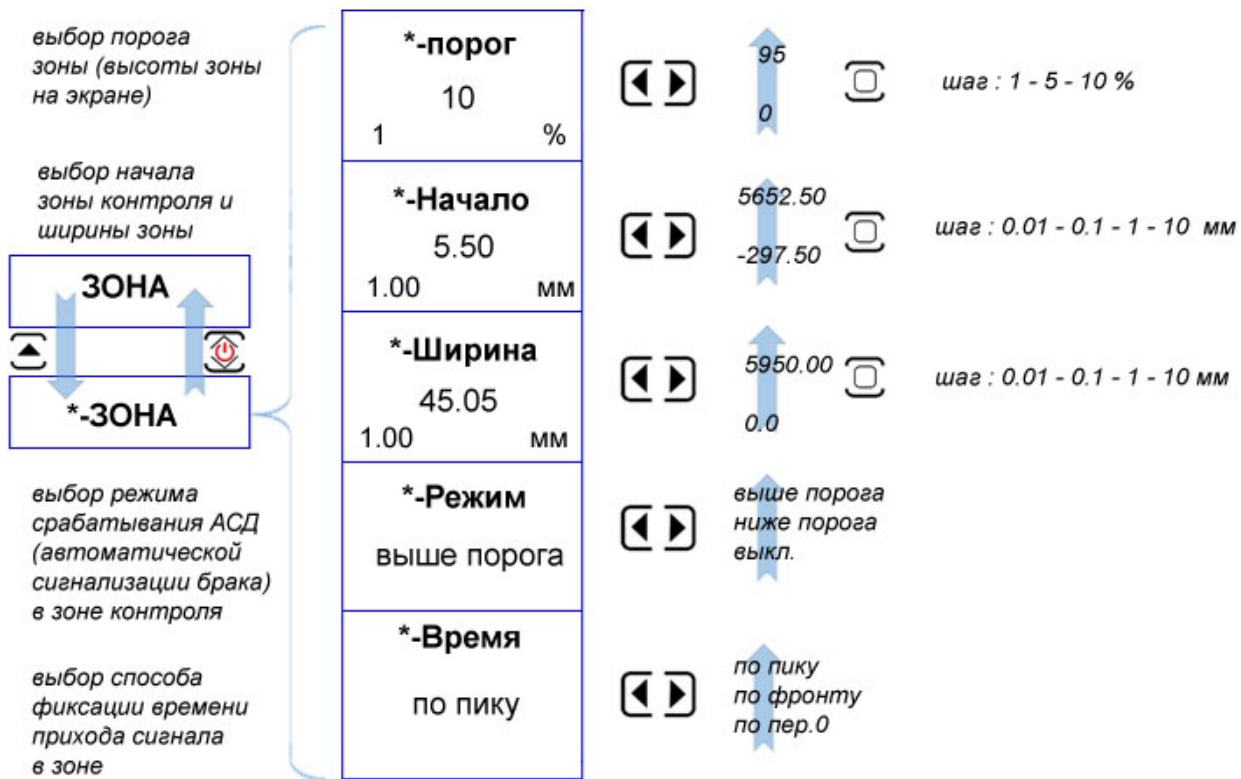 выбор порога
зоны (высоты зоны
на экране)
*-порог
10
1 %
95
0
шаг : 1 - 5 - 10 %
выбор начала
зоны контроля и
ширины зоны
*-Начало
5.50
1.00 мм
5652.50
-297.50
шаг : 0.01 - 0.1 - 1 - 10 мм
ЗОНА
*-ЗОНА
*-Ширина
45.05
1.00 мм
5950.00
0.0
шаг : 0.01 - 0.1 - 1 - 10 мм
выбор режима
срабатывания АСД
(автоматической
сигнализации брака)
в зоне контроля
*-Режим
выше порога
выше порога
ниже порога
выкл.
выбор способа
фиксации времени
прихода сигнала
в зоне
*-Время
по пику
по пику
по фронту
по пер.0